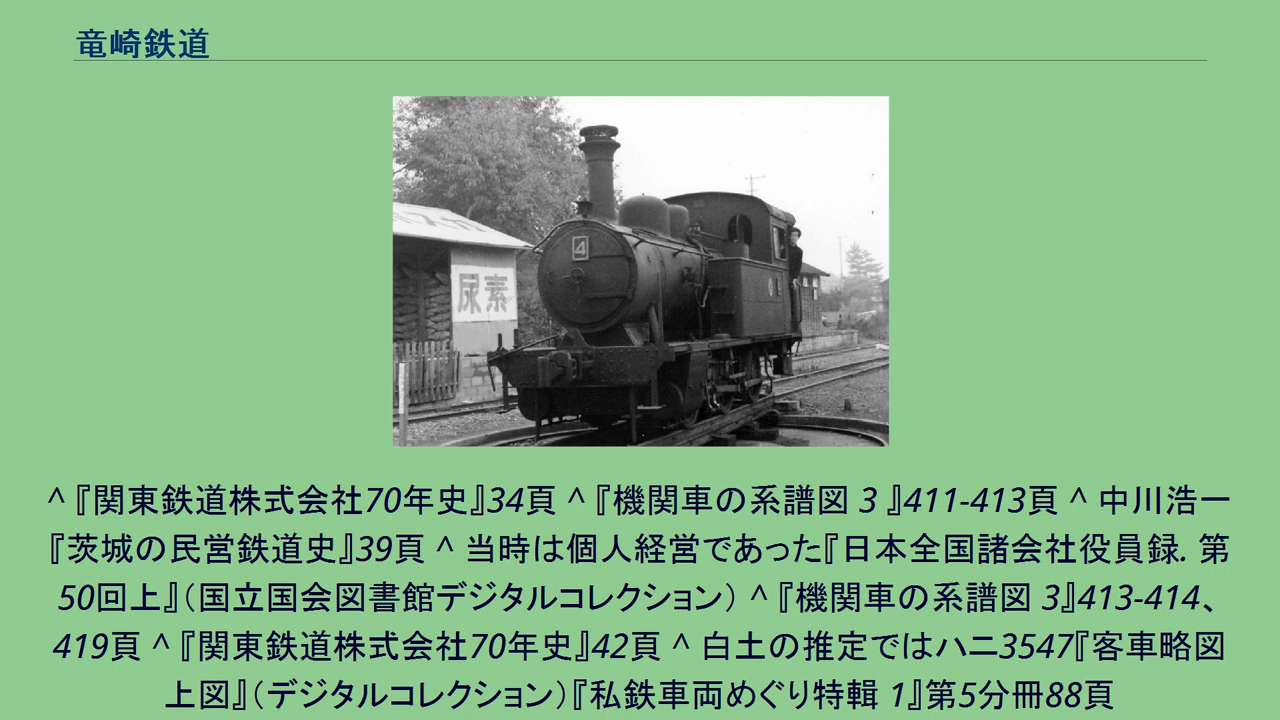 竜崎鉄道
4
尿素
^『関東鉄道株式会社70年史』34頁 ^『機関車の系譜図 3 』411-413頁 ^ 中川浩一
『茨城の民営鉄道史』39頁 ^ 当時は個人経営であった『日本全国諸会社役員録. 第
50回上』（国立国会図書館デジタルコレクション） ^『機関車の系譜図 3』413-414、
419頁 ^『関東鉄道株式会社70年史』42頁 ^ 白土の推定ではハニ3547『客車略図
上図』（デジタルコレクション）『私鉄車両めぐり特輯 1』第5分冊88頁